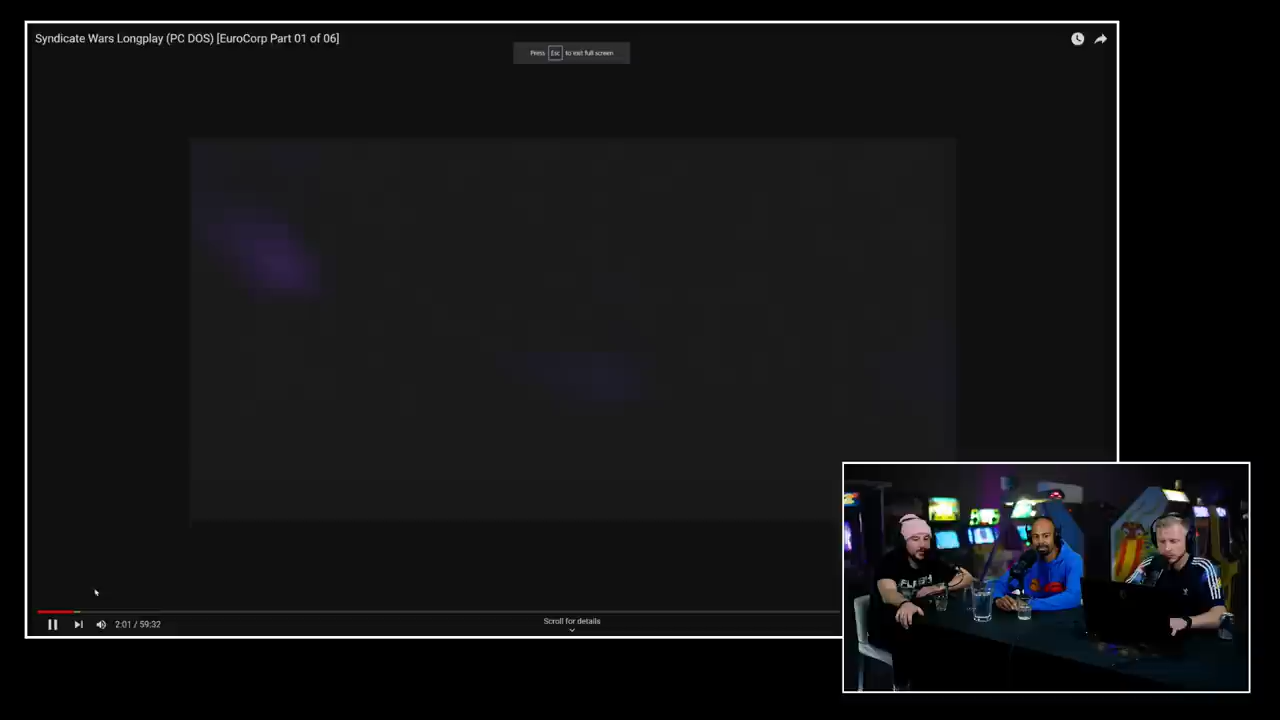 Syndicate Wars Longplay (PC DOS) [EuroCorp Part 01 of 06]
Press Esc to exit full screen
2:01 / 59:32
Scroll for details